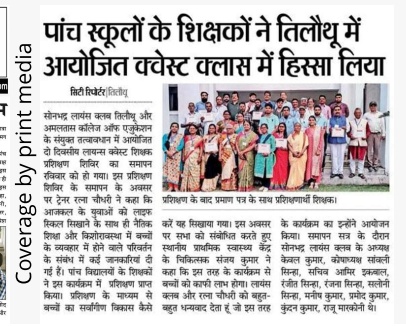 पांच स्कूलों के शिक्षकों ने तिलौथू में
आयोजित क्वेस्ट क्लास में हिस्सा लिया
सिटी रिपोर्टर|तिलौथू
सोनभद्र लायंस क्लब तिलौथू और
अमलतास कॉलेज ऑफ एजुकेशन
के संयुक्त तत्वाधान में आयोजित
दो दिवसीय लायन्स क्वेस्ट शिक्षक
प्रशिक्षण शिविर का समापन
रविवार को हो गया। इस प्रशिक्षण
शिविर के समापन के अवसर
पर ट्रेनर रत्ना चौधरी ने कहा कि
आजकल के युवाओं को लाइफ
स्किल सिखाने के साथ ही नैतिक
शिक्षा और किशोरावस्था में बच्चों
के व्यवहार में होने वाले परिवर्तन
के संबंध में कई जानकारियां दी
गई हैं। पांच विद्यालयों के शिक्षकों
ने इस कार्यक्रम में प्रशिक्षण प्राप्त
किया। प्रशिक्षण के माध्यम से
बच्चों का सर्वांगीण विकास कैसे
प्रशिक्षण के बाद प्रमाण पत्र के साथ प्रशिक्षणार्थी शिक्षक।
करें यह सिखाया गया। इस अवसर
पर सभा को संबोधित करते हुए
स्थानीय प्राथमिक स्वास्थ्य केंद्र
के चिकित्सक संजय कुमार ने
कहा कि इस तरह के कार्यक्रम से
बच्चों को काफी लाभ होगा। लायंस
क्लब और रत्ना चौधरी को बहुत-
बहुत धन्यवाद देता हूं जो इस तरह
के कार्यक्रम का इन्होंने आयोजन
किया। समापन सत्र के दौरान
सोनभद्र लायंस क्लब के अध्यक्ष
केवल कुमार, कोषाध्यक्ष सांवली
सिन्हा, सचिव आमिर इकबाल,
रंजीत सिन्हा, रंजना सिन्हा, सलोनी
सिन्हा, मनीष कुमार, प्रमोद कुमार,
कुंदन कुमार, राजू मारकोनी थे।
Coverage by print media